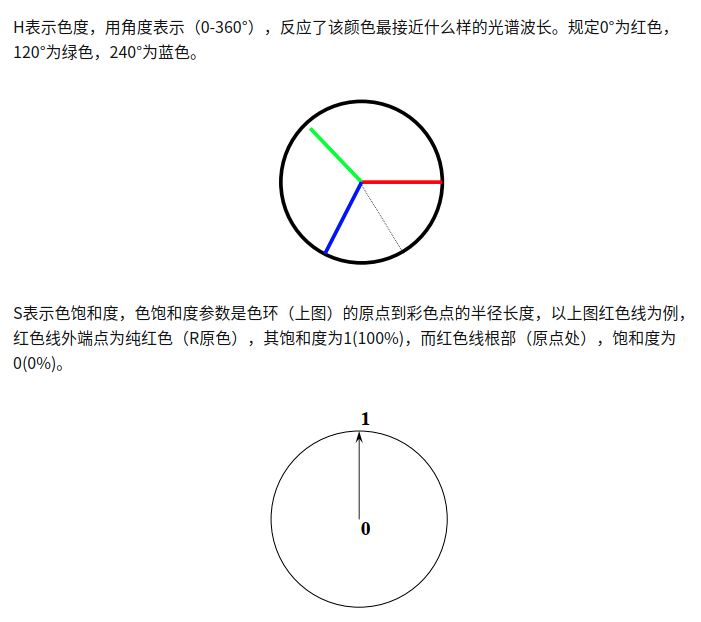 H表示色度，用角度表示（0-360°），反应了该颜色最接近什么样的光谱波长。规定0°为红色，
120°为绿色，240°为蓝色。
S表示色饱和度，色饱和度参数是色环（上图）的原点到彩色点的半径长度，以上图红色线为例，
红色线外端点为纯红色（R原色），其饱和度为1(100%)，而红色线根部（原点处），饱和度为
0(0%)。
1
0